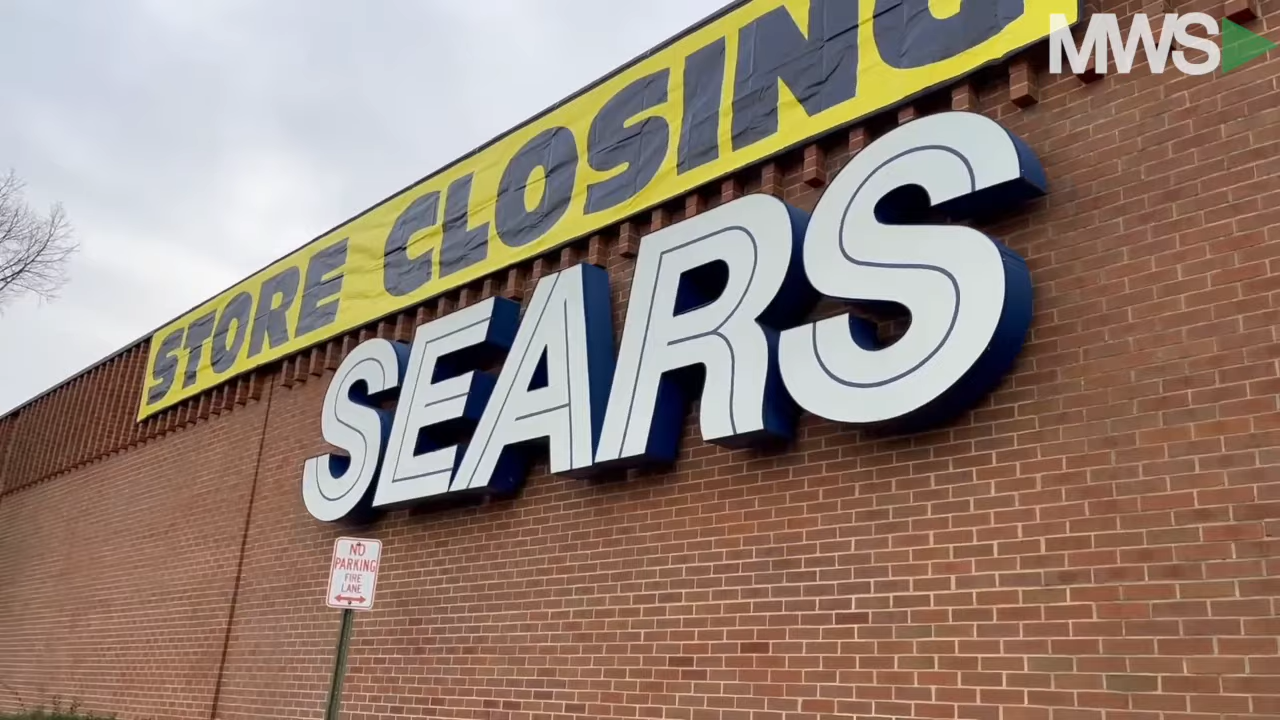 MWS
STORE CLOSING
SEARS
NO
PARKING
FIRE
LANE